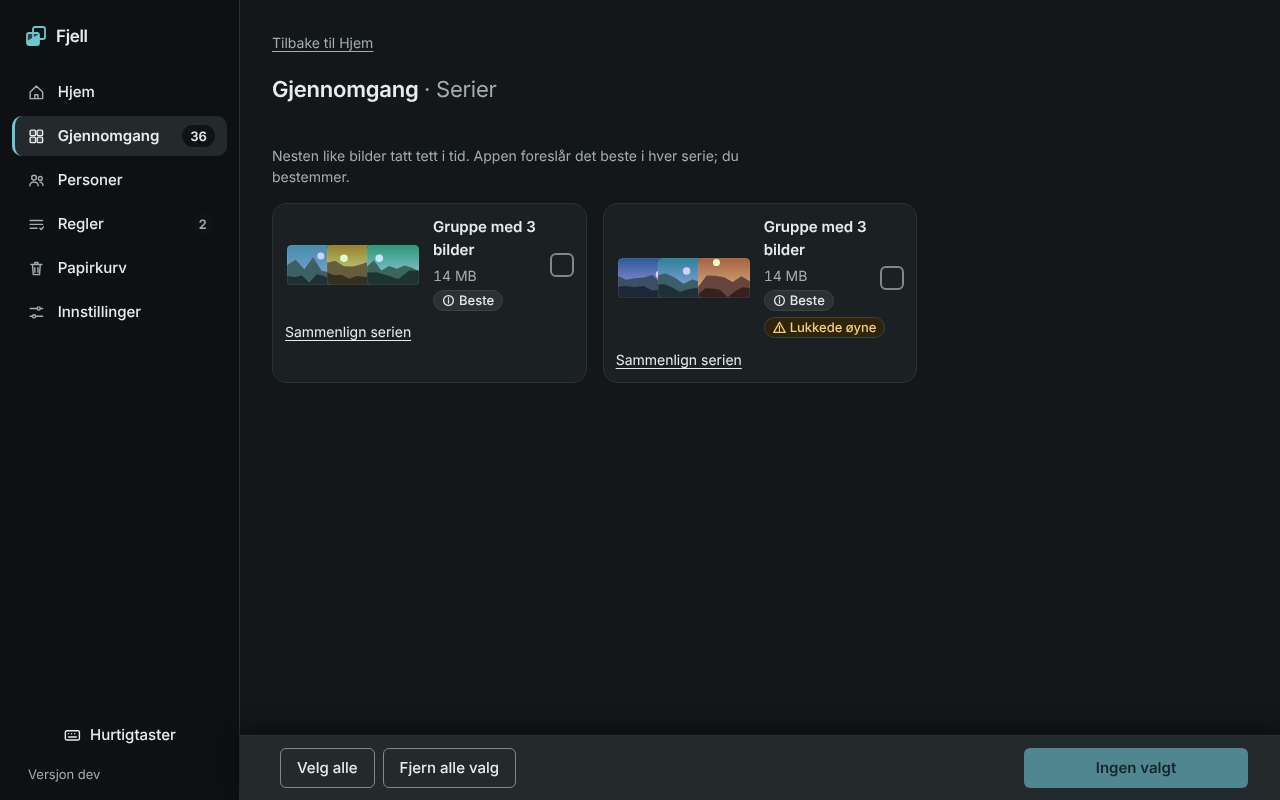 Fjell
Hjem
Gjennomgang 36
Personer
Regler 2
Papirkurv
Innstillinger
Hurtigtaster
Versjon dev
Tilbake til Hjem
Gjennomgang · Serier
Nesten like bilder tatt tett i tid. Appen foreslår det beste i hver serie; du
bestemmer.
Gruppe med 3
bilder
14 MB
Beste
Sammenlign serien
Gruppe med 3
bilder
14 MB
Beste
Lukkede øyne
Sammenlign serien
Velg alle
Fjern alle valg
Ingen valgt